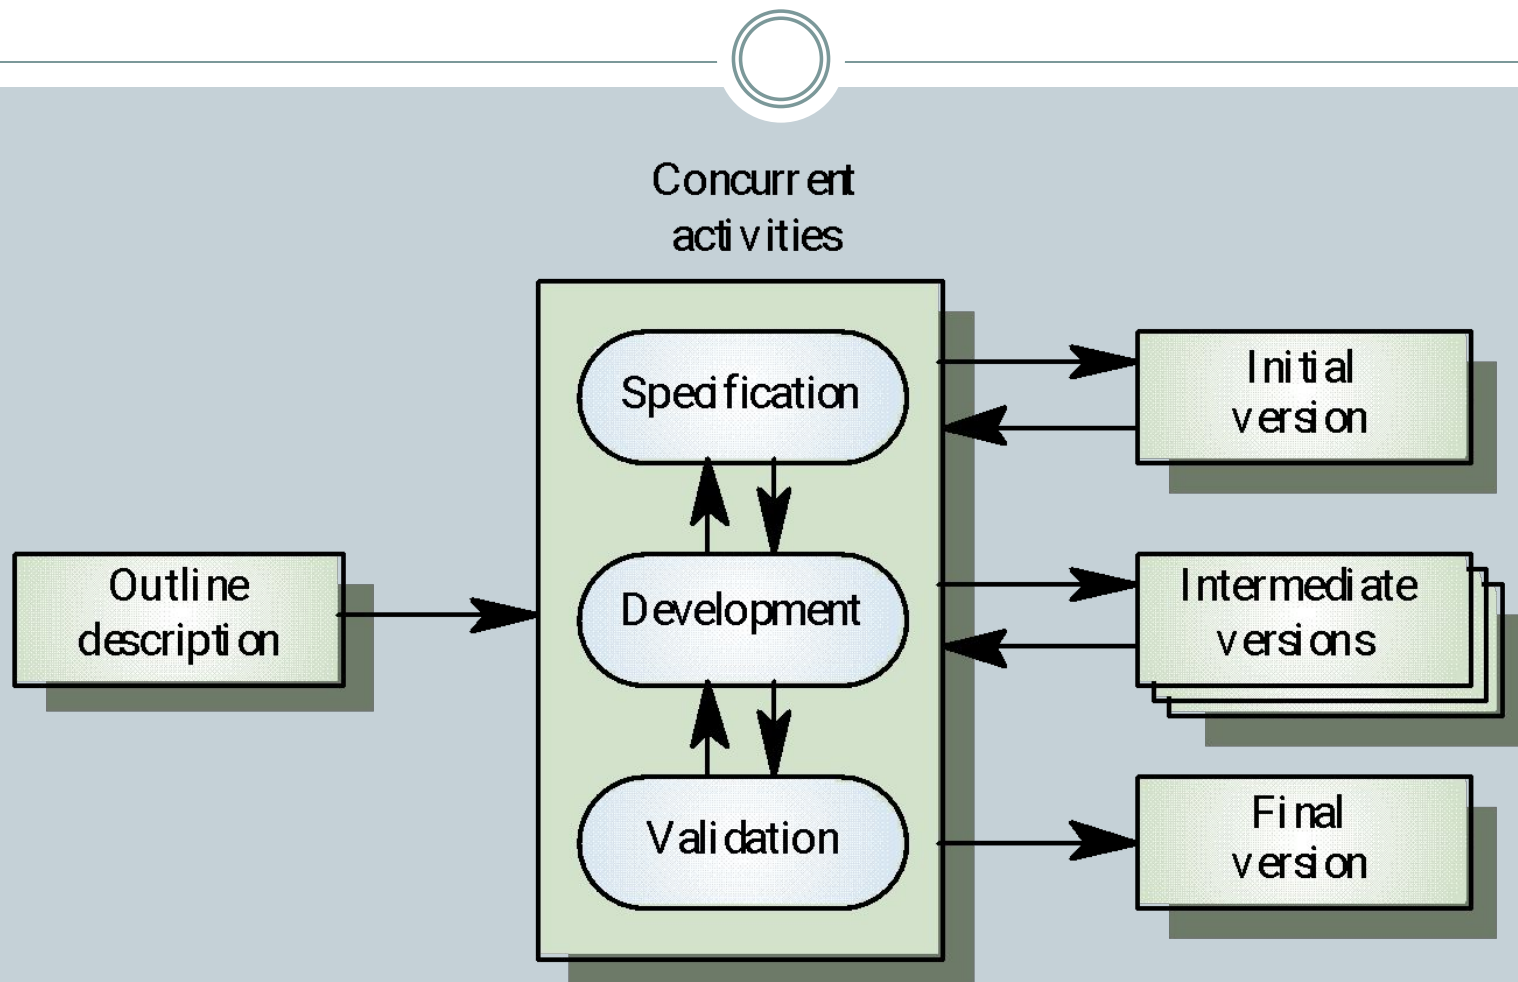 Concurrent
activities
Specification
Initial
version
Outline
description
Development
Intermediate
versions
Validation
Final
version